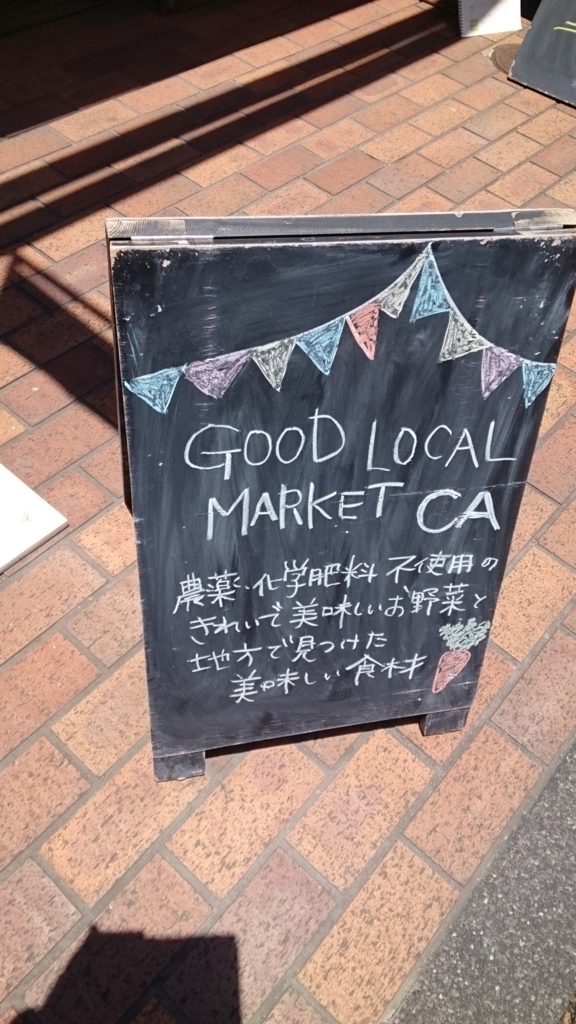 GOOD LOCAL
MARKET CA
農薬、化学肥料 不使用の
きれいで美味しいお野菜と
地方で見つけた
美味しい食材